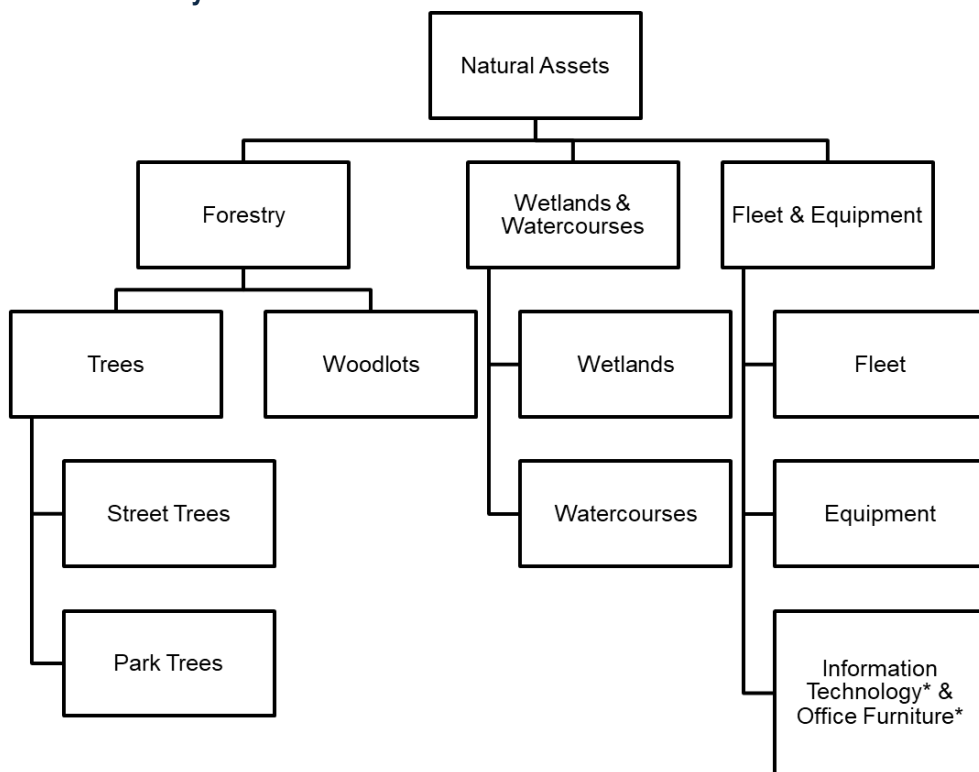 Natural Assets
Forestry
Wetlands &
Watercourses
Fleet & Equipment
Trees
Woodlots
Wetlands
Fleet
Street Trees
Watercourses
Equipment
Park Trees
Information
Technology* &
Office Furniture*